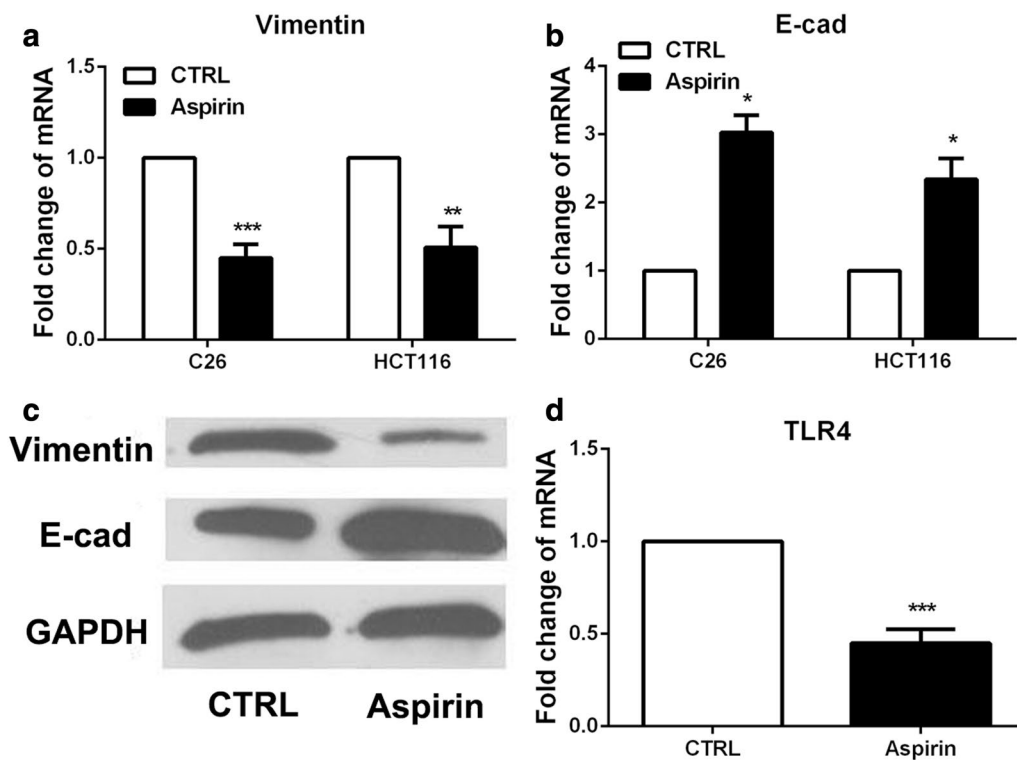 a
Vimentin
Fold change of mRNA
1.5
1.0
0.5
0.0
CTRL
Aspirin
***
**
C26
HCT116
b
E-cad
Fold change of mRNA
4
3
2
1
0
CTRL
Aspirin
*
*
C26
HCT116
c
Vimentin
E-cad
GAPDH
CTRL
Aspirin
d
TLR4
Fold change of mRNA
1.5
1.0
0.5
0.0
***
CTRL
Aspirin